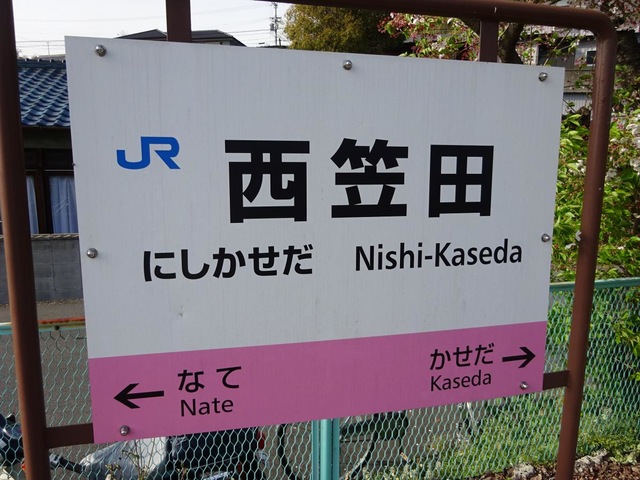 JR 西笠田
にしかせだ Nishi-Kaseda
← なて かせだ →
Nate Kaseda